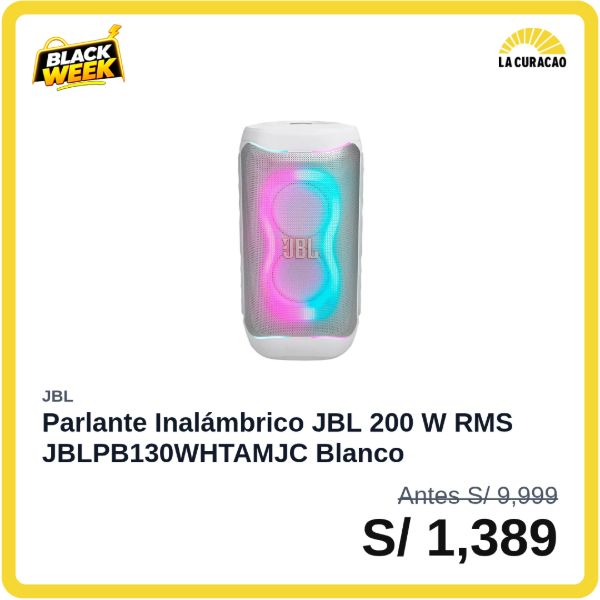 BLACK
WEEK
LA CURACAO
JBL
JBL
Parlante Inalámbrico JBL 200 W RMS
JBLPB130WHTAMJC Blanco
Antes S/ 9,999
S/ 1,389